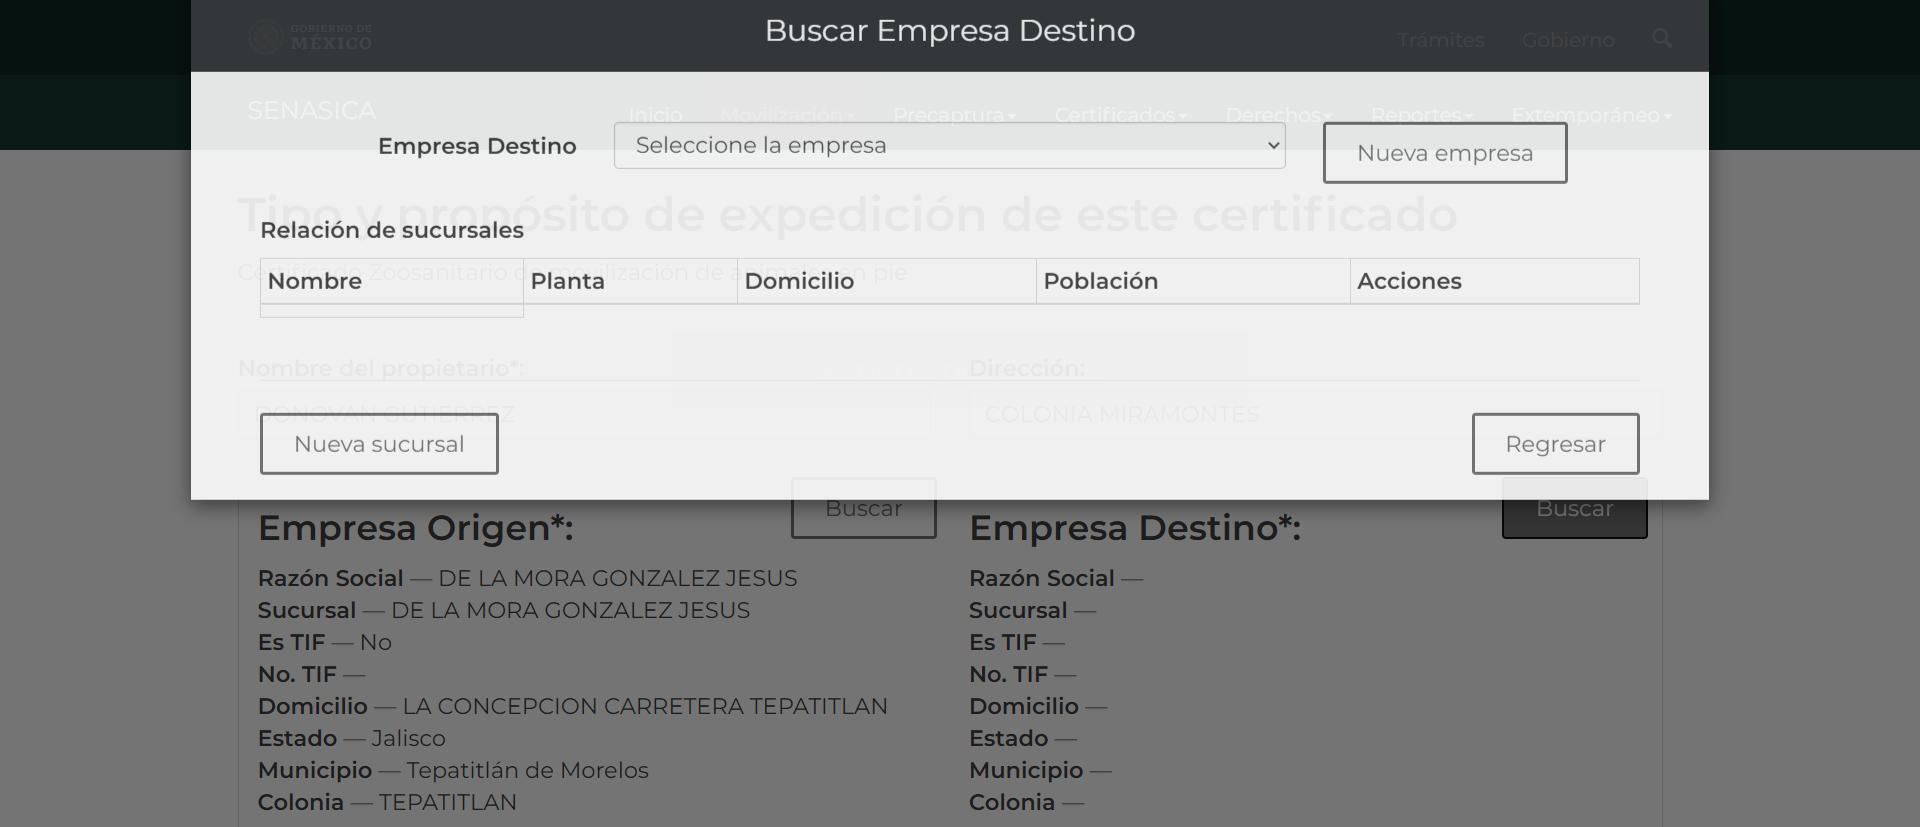 GOBIERNO DE
MÉXICO
Buscar Empresa Destino
Trámites
Gobierno
SENASICA
Inicio
Movilización
Precaptura
Certificados
Derechos
Reportes
Extemporáneo
Empresa Destino
Seleccione la empresa
Nueva empresa
Tipo y propósito de expedición de este certificado
Relación de sucursales
Certificado Zoosanitario de movilización de animales en pie
Nombre
Planta
Domicilio
Población
Acciones
Nombre del propietario*:
Dirección:
DONOVAN GUTIERREZ
COLONIA MIRAMONTES
Nueva sucursal
Regresar
Empresa Origen*:
Buscar
Razón Social — DE LA MORA GONZALEZ JESUS
Sucursal — DE LA MORA GONZALEZ JESUS
Es TIF — No
No. TIF —
Domicilio — LA CONCEPCION CARRETERA TEPATITLAN
Estado — Jalisco
Municipio — Tepatitlán de Morelos
Colonia — TEPATITLAN
Empresa Destino*:
Buscar
Razón Social —
Sucursal —
Es TIF —
No. TIF —
Domicilio —
Estado —
Municipio —
Colonia —